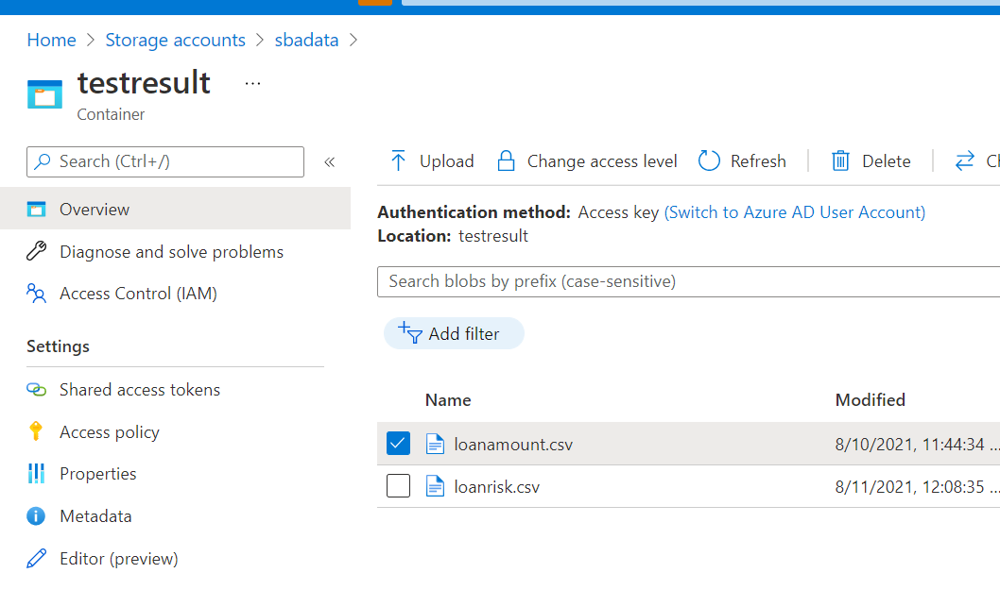 Home > Storage accounts > sbadata >
testresult ...
Container
Search (Ctrl+/) «
Overview
Diagnose and solve problems
Access Control (IAM)
Settings
Shared access tokens
Access policy
Properties
Metadata
Editor (preview)
Upload Change access level Refresh Delete
Authentication method: Access key (Switch to Azure AD User Account)
Location: testresult
Search blobs by prefix (case-sensitive)
Add filter
Name Modified
loanamount.csv 8/10/2021, 11:44:34 ...
loanrisk.csv 8/11/2021, 12:08:35 ...